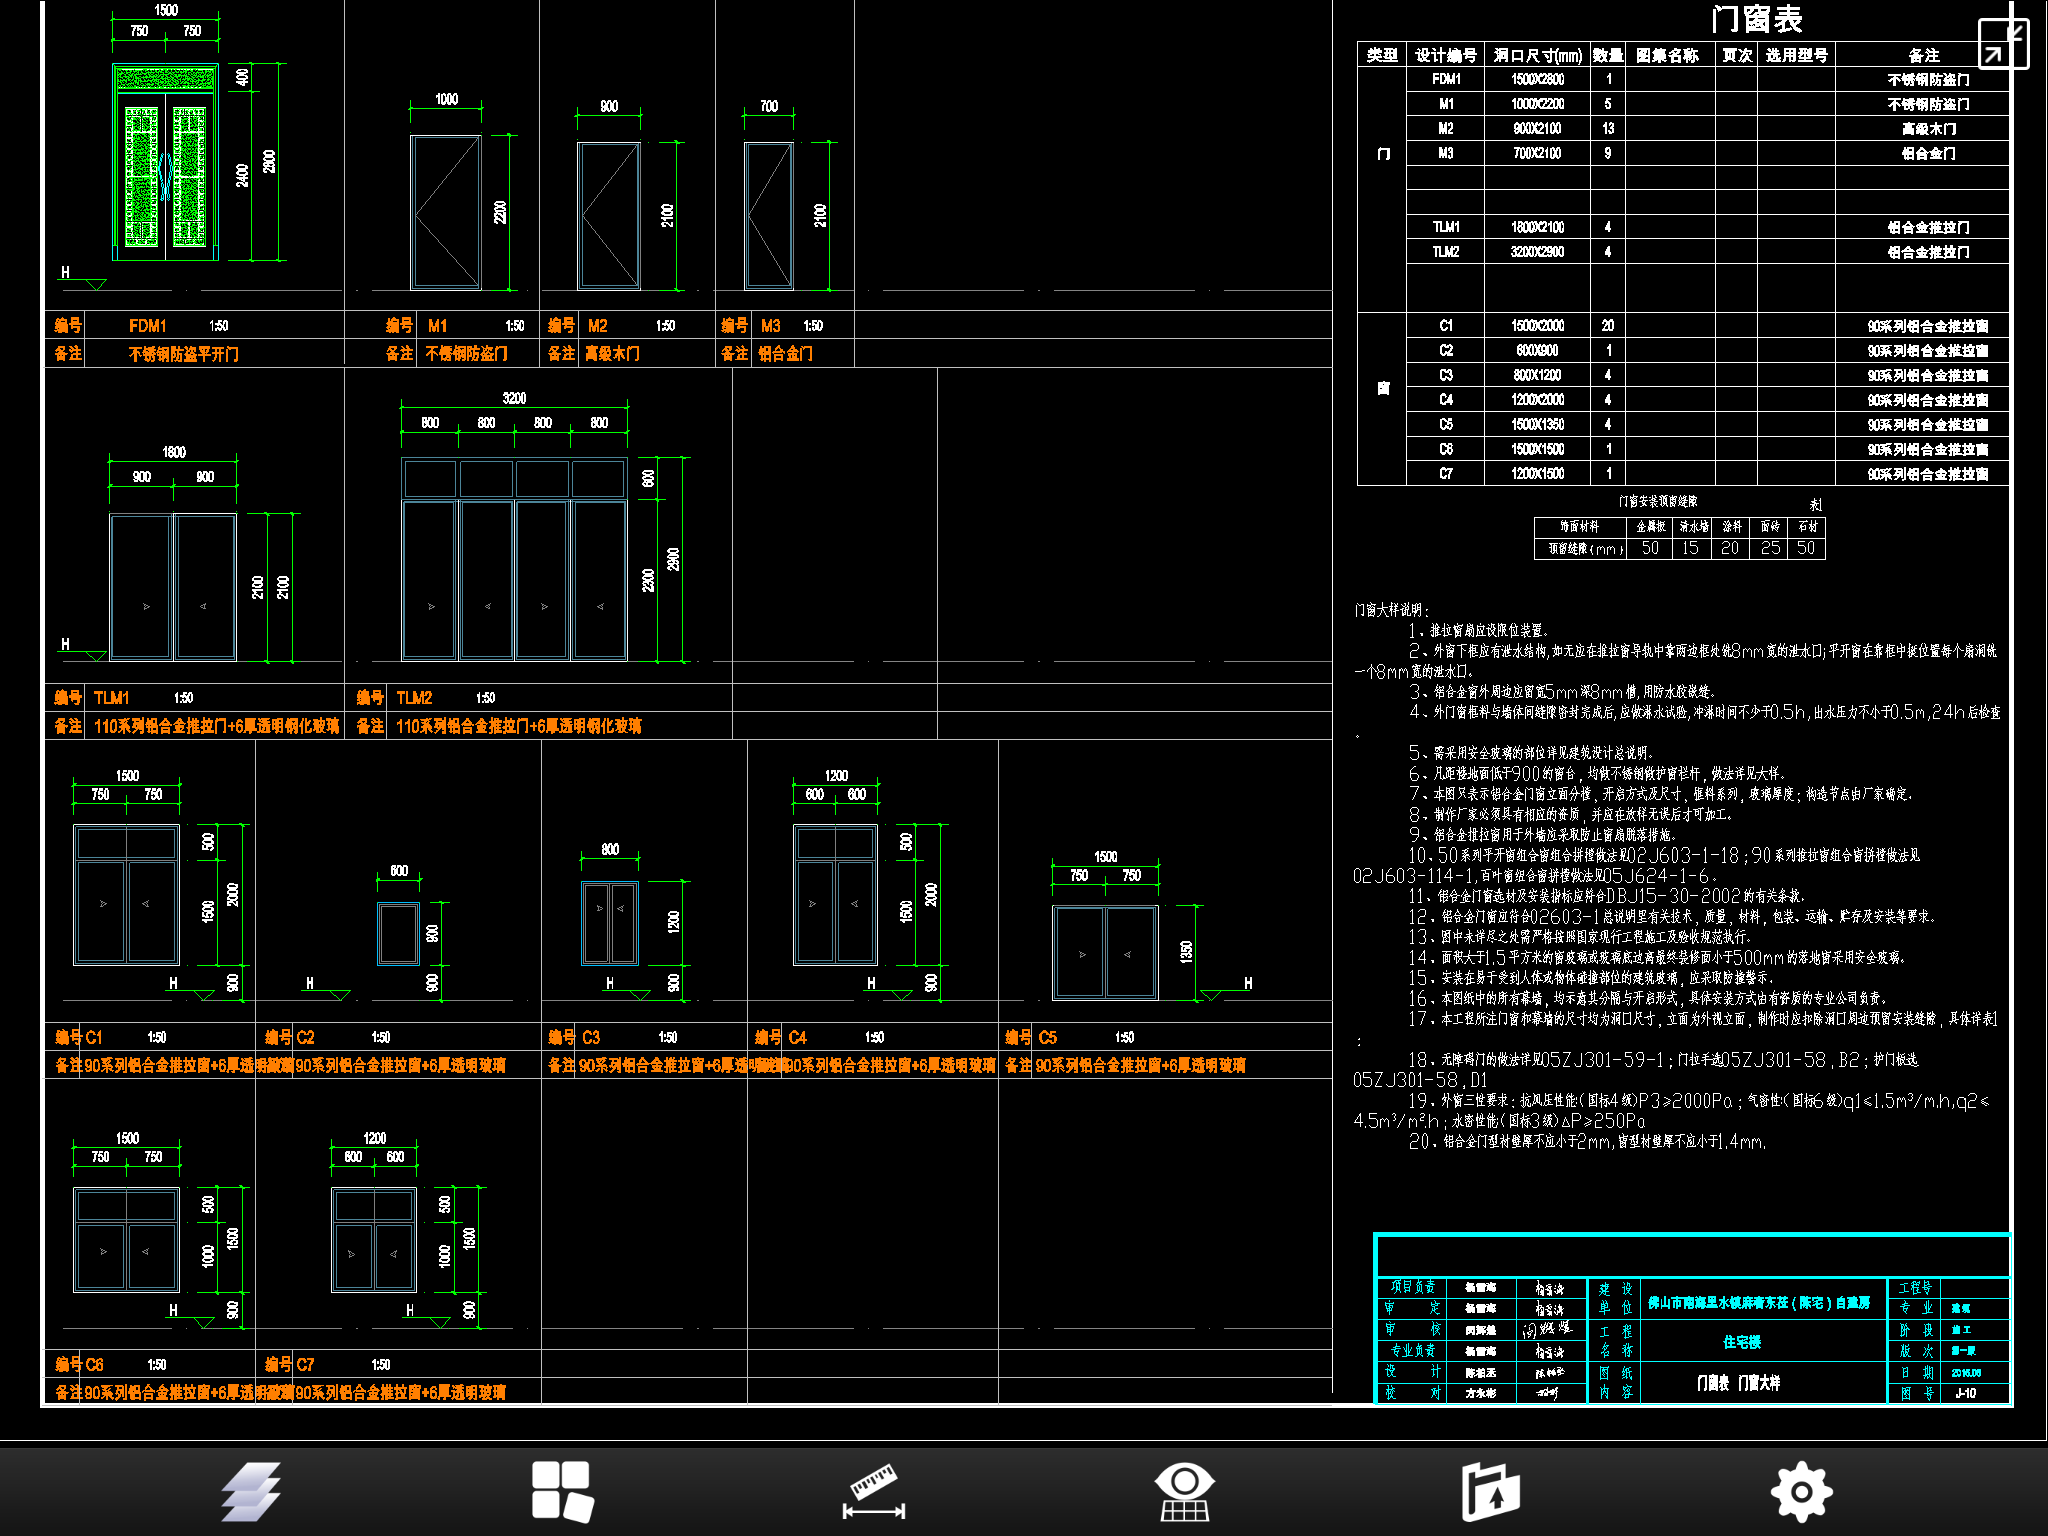 门窗表
类型 设计编号 洞口尺寸(mm) 数量 图集名称 页次 选用型号 备注
门
FDM1 1500X2800 1 不锈钢防盗门
M1 1000X2200 5 不锈钢防盗门
M2 900X2100 13 高级木门
M3 700X2100 9 铝合金门
TLM1 1800X2100 4 铝合金推拉门
TLM2 3200X2900 4 铝合金推拉门
窗
C1 1500X2000 20 90系列铝合金推拉窗
C2 600X900 1 90系列铝合金推拉窗
C3 800X1200 4 90系列铝合金推拉窗
C4 1200X2000 4 90系列铝合金推拉窗
C5 1500X1350 4 90系列铝合金推拉窗
C6 1500X1500 1 90系列铝合金推拉窗
C7 1200X1500 1 90系列铝合金推拉窗
门窗安装预留缝隙 表1
饰面材料 金属板 清水墙 涂料 面砖 石材
预留缝隙(mm) 50 15 20 25 50
门窗大样说明:
1、推拉窗扇应设限位装置。
2、外窗下框应有泄水结构,如无应在推拉窗导轨中靠两边框处铣8mm宽的泄水口;平开窗在靠框中挺位置每个扇洞铣
一个8mm宽的泄水口。
3、铝合金窗外周边应留宽5mm深8mm槽,用防水胶嵌缝。
4、外门窗框料与墙体间缝隙密封完成后,应做淋水试验,冲淋时间不少于0.5h,出水压力不小于0.5m,24h后检查
。
5、需采用安全玻璃的部位详见建筑设计总说明。
6、凡距楼地面低于900的窗台,均做不锈钢做护窗栏杆,做法详见大样。
7、本图只表示铝合金门窗立面分樘,开启方式及尺寸,框料系列,玻璃厚度;构造节点由厂家确定。
8、制作厂家必须具有相应的资质,并应在放样无误后才可加工。
9、铝合金推拉窗用于外墙应采取防止窗扇脱落措施。
10、50系列平开窗组合窗组合拼樘做法见02J603-1-18;90系列推拉窗组合窗拼樘做法见
02J603-114-1,百叶窗组合窗拼樘做法见05J624-1-6。
11、铝合金门窗选材及安装指标应符合DBJ15-30-2002的有关条款。
12、铝合金门窗应符合02603-1总说明里有关技术,质量,材料,包装、运输、贮存及安装等要求。
13、图中未详尽之处需严格按照国家现行工程施工及验收规范执行。
14、面积大于1.5平方米的窗玻璃或玻璃底边离最终装修面小于500mm的落地窗采用安全玻璃。
15、安装在易于受到人体或物体碰撞部位的建筑玻璃,应采取防撞警示。
16、本图纸中的所有幕墙,均示意其分隔与开启形式,具体安装方式由有资质的专业公司负责。
17、本工程所注门窗和幕墙的尺寸均为洞口尺寸,立面为外视立面,制作时应扣除洞口周边预留安装缝隙,具体详表1
;
18、无障碍门的做法详见05ZJ301-59-1;门拉手选05ZJ301-58,B2;护门板选
05ZJ301-58,D1
19、外窗三性要求:抗风压性能(国标4级)P3≥2000Pa;气密性(国标6级)q1≤1.5m³/m.h,q2≤
4.5m³/m².h;水密性能(国标3级)△P≥250Pa
20、铝合金门型材壁厚不应小于2mm,窗型材壁厚不应小于1.4mm.
1500
750 750
400
2400
2800
H
1000
2200
900
2100
700
2100
编号 FDM1 1:50
备注 不锈钢防盗平开门
编号 M1 1:50
备注 不锈钢防盗门
编号 M2 1:50
备注 高级木门
编号 M3 1:50
备注 铝合金门
1800
900 900
2100
2100
H
3200
800 800 800 800
600
2300
2900
编号 TLM1 1:50
备注 110系列铝合金推拉门+6厚透明钢化玻璃
编号 TLM2 1:50
备注 110系列铝合金推拉门+6厚透明钢化玻璃
1500
750 750
500
1500
2000
900
H
600
900
900
H
800
1200
900
H
1200
600 600
500
1500
2000
900
H
1500
750 750
1350
H
编号 C1 1:50
备注 90系列铝合金推拉窗+6厚透明玻璃
编号 C2 1:50
备注 90系列铝合金推拉窗+6厚透明玻璃
编号 C3 1:50
备注 90系列铝合金推拉窗+6厚透明玻璃
编号 C4 1:50
备注 90系列铝合金推拉窗+6厚透明玻璃
编号 C5 1:50
备注 90系列铝合金推拉窗+6厚透明玻璃
1500
750 750
500
1000
1500
900
H
1200
600 600
500
1000
1500
900
H
编号 C6 1:50
备注 90系列铝合金推拉窗+6厚透明玻璃
编号 C7 1:50
备注 90系列铝合金推拉窗+6厚透明玻璃
项目负责
审 定
审 核
专业负责
设 计 陈柏丞
校 对 方永彬
建设单位
工程名称 住宅楼
图纸内容 门窗表 门窗大样
工程号
专 业 建筑
阶 段 施工
版 次 第一版
日 期
图 号 J-10